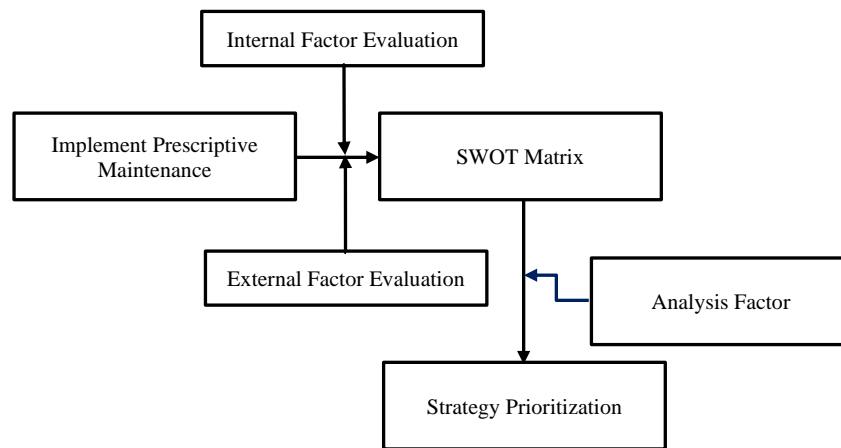 Internal Factor Evaluation
Implement Prescriptive
Maintenance
SWOT Matrix
External Factor Evaluation
Analysis Factor
Strategy Prioritization